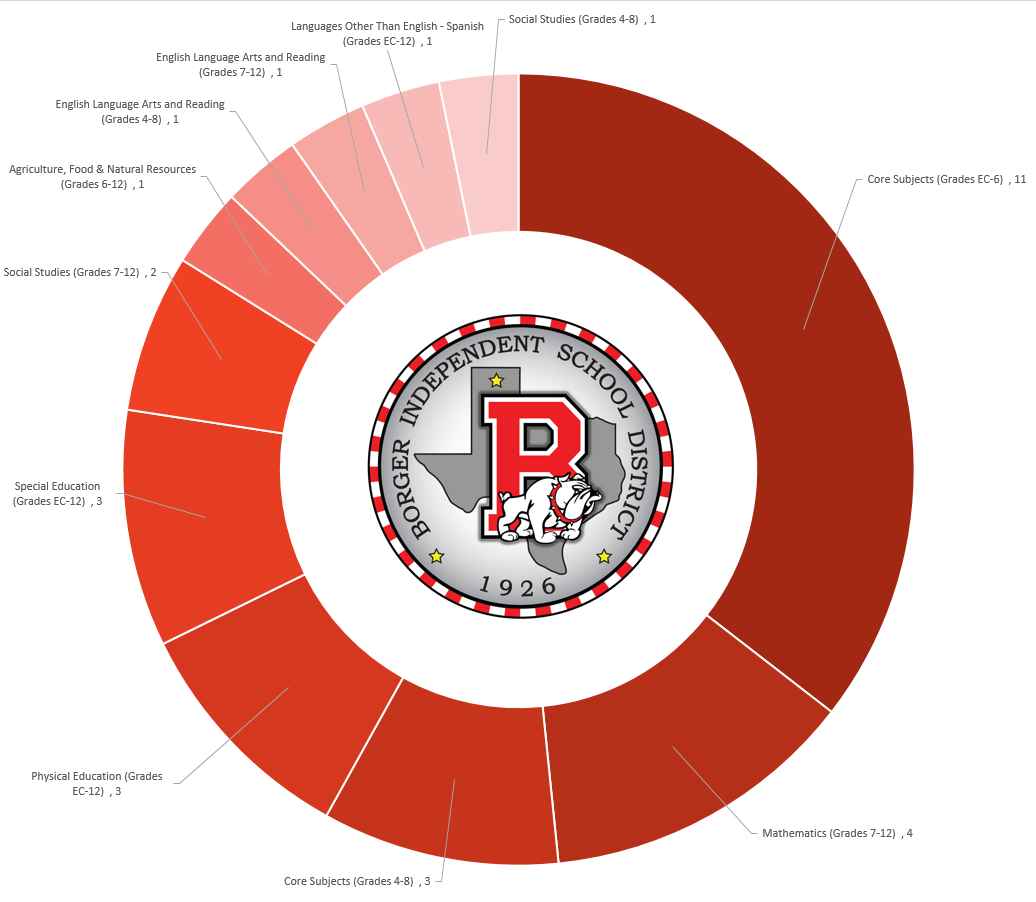 Social Studies (Grades 4-8) , 1
Languages Other Than English - Spanish
(Grades EC-12) , 1
English Language Arts and Reading
(Grades 7-12) , 1
English Language Arts and Reading
(Grades 4-8) , 1
Agriculture, Food & Natural Resources
(Grades 6-12) , 1
Social Studies (Grades 7-12) , 2
Special Education
(Grades EC-12) , 3
Physical Education (Grades
EC-12) , 3
Core Subjects (Grades 4-8) , 3
Mathematics (Grades 7-12) , 4
Core Subjects (Grades EC-6) , 11
BORGER INDEPENDENT SCHOOL DISTRICT
B
1926